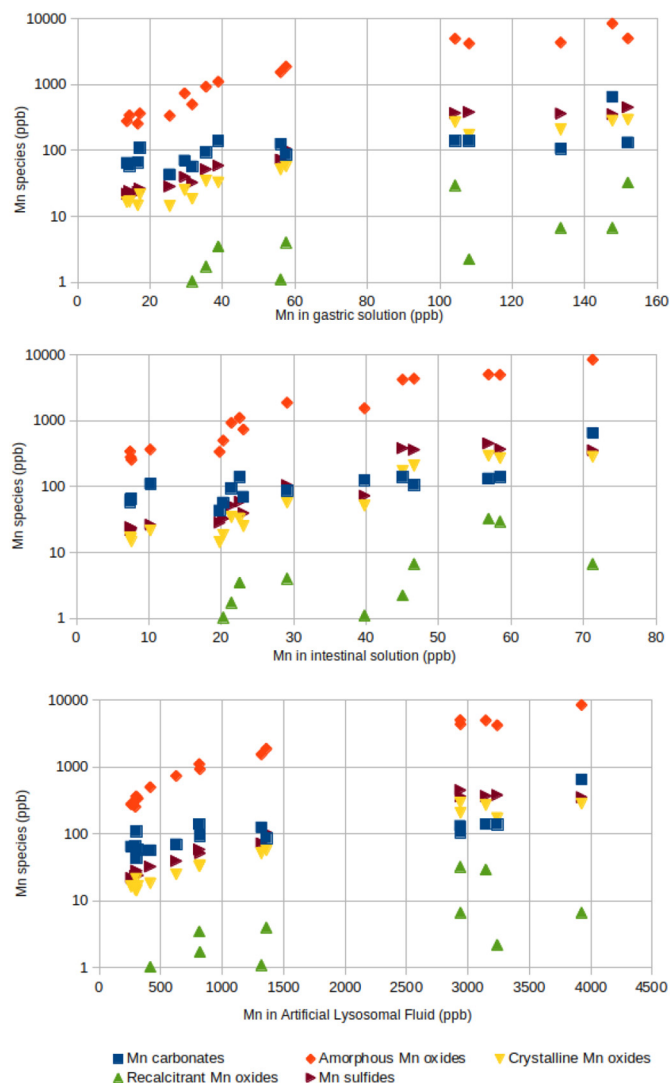 10000
1000
100
10
1
Mn species (ppb)
0 20 40 60 80 100 120 140 160
Mn in gastric solution (ppb)
10000
1000
100
10
1
Mn species (ppb)
0 10 20 30 40 50 60 70 80
Mn in intestinal solution (ppb)
10000
1000
100
10
1
Mn species (ppb)
0 500 1000 1500 2000 2500 3000 3500 4000 4500
Mn in Artificial Lysosomal Fluid (ppb)
Mn carbonates Amorphous Mn oxides Crystalline Mn oxides
Recalcitrant Mn oxides Mn sulfides